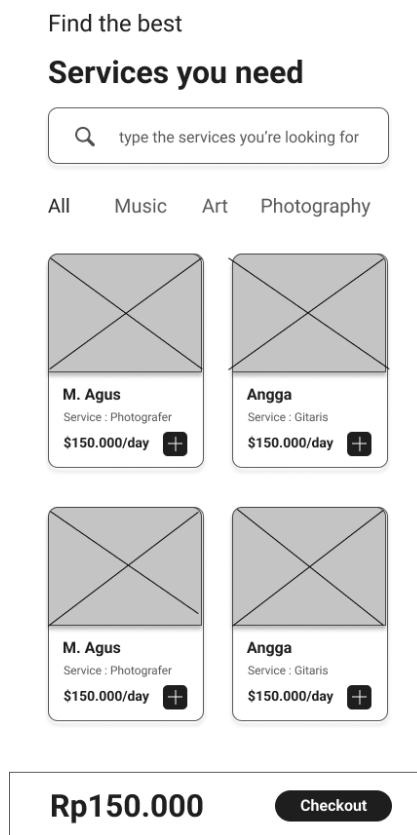 Find the best
Services you need
type the services you're looking for
All Music Art Photography
M. Agus
Service : Photografer
$150.000/day
Angga
Service : Gitaris
$150.000/day
M. Agus
Service : Photografer
$150.000/day
Angga
Service : Gitaris
$150.000/day
Rp150.000
Checkout